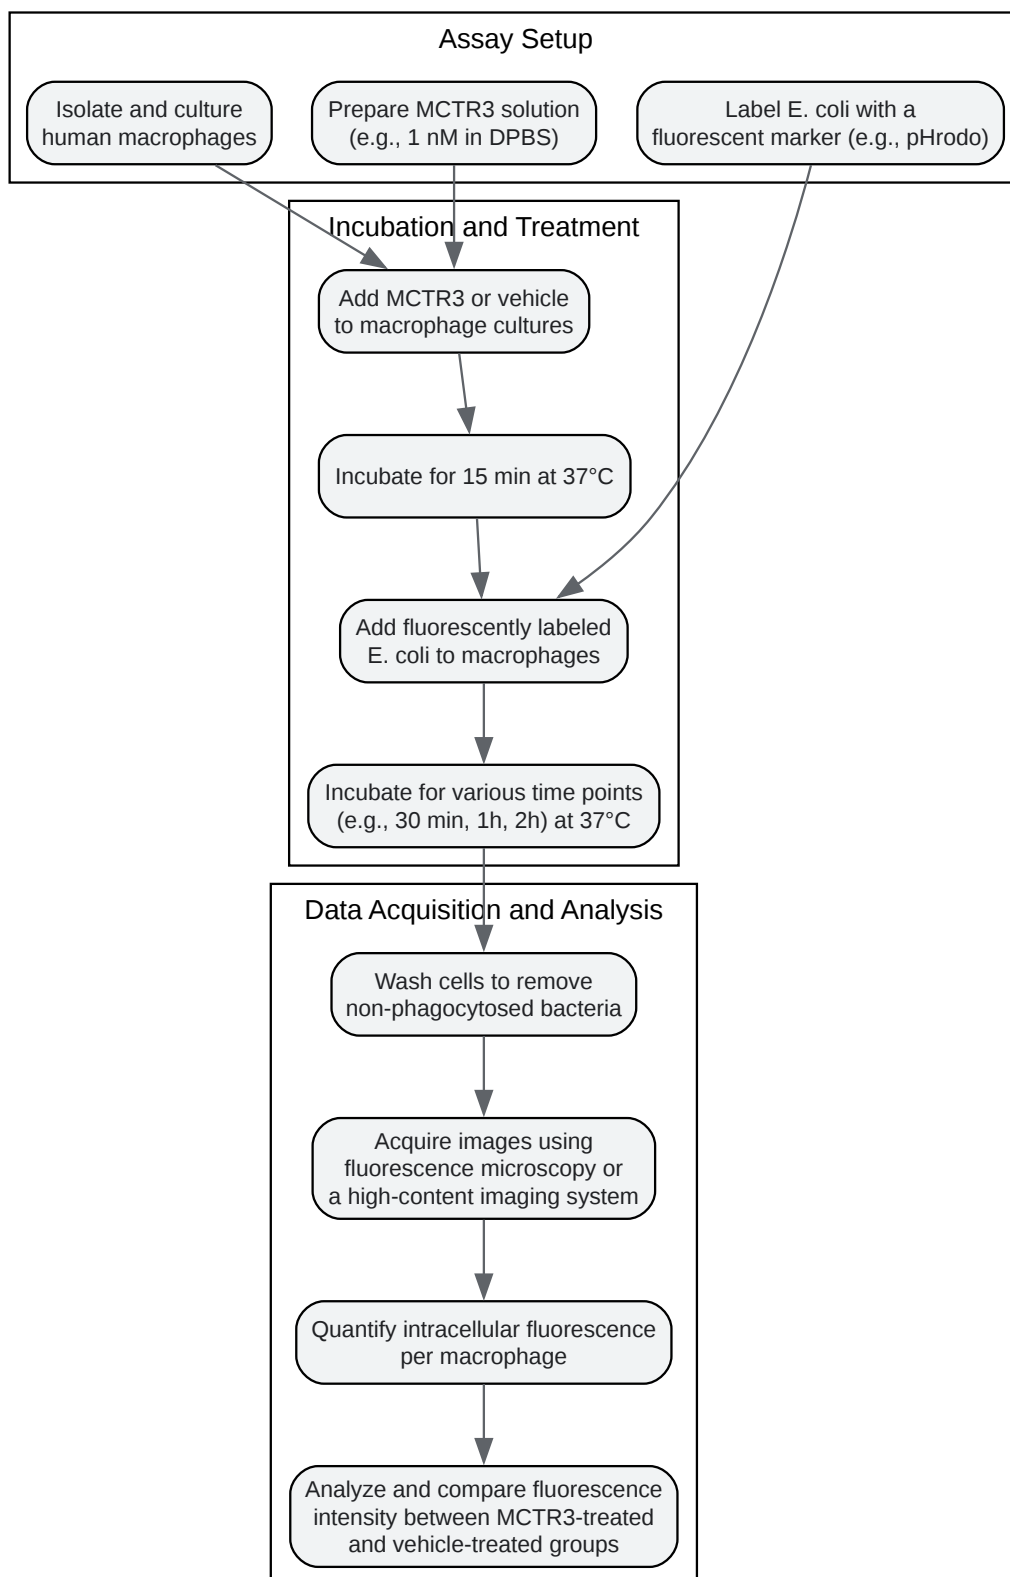 Assay Setup
Isolate and culture
human macrophages
Prepare MCTR3 solution
(e.g., 1 nM in DPBS)
Label E. coli with a
fluorescent marker (e.g., pHrodo)
Incubation and Treatment
Add MCTR3 or vehicle
to macrophage cultures
Incubate for 15 min at 37°C
Add fluorescently labeled
E. coli to macrophages
Incubate for various time points
(e.g., 30 min, 1h, 2h) at 37°C
Data Acquisition and Analysis
Wash cells to remove
non-phagocytosed bacteria
Acquire images using
fluorescence microscopy or
a high-content imaging system
Quantify intracellular fluorescence
per macrophage
Analyze and compare fluorescence
intensity between MCTR3-treated
and vehicle-treated groups